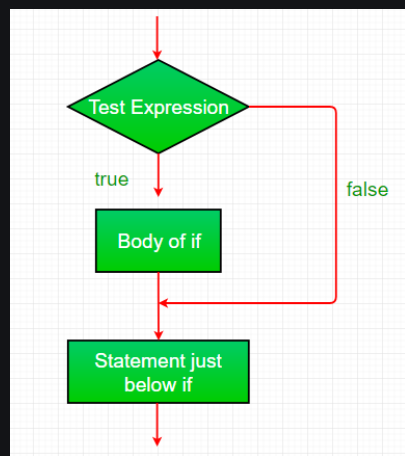 Test Expression
true
false
Body of if
Statement just
below if